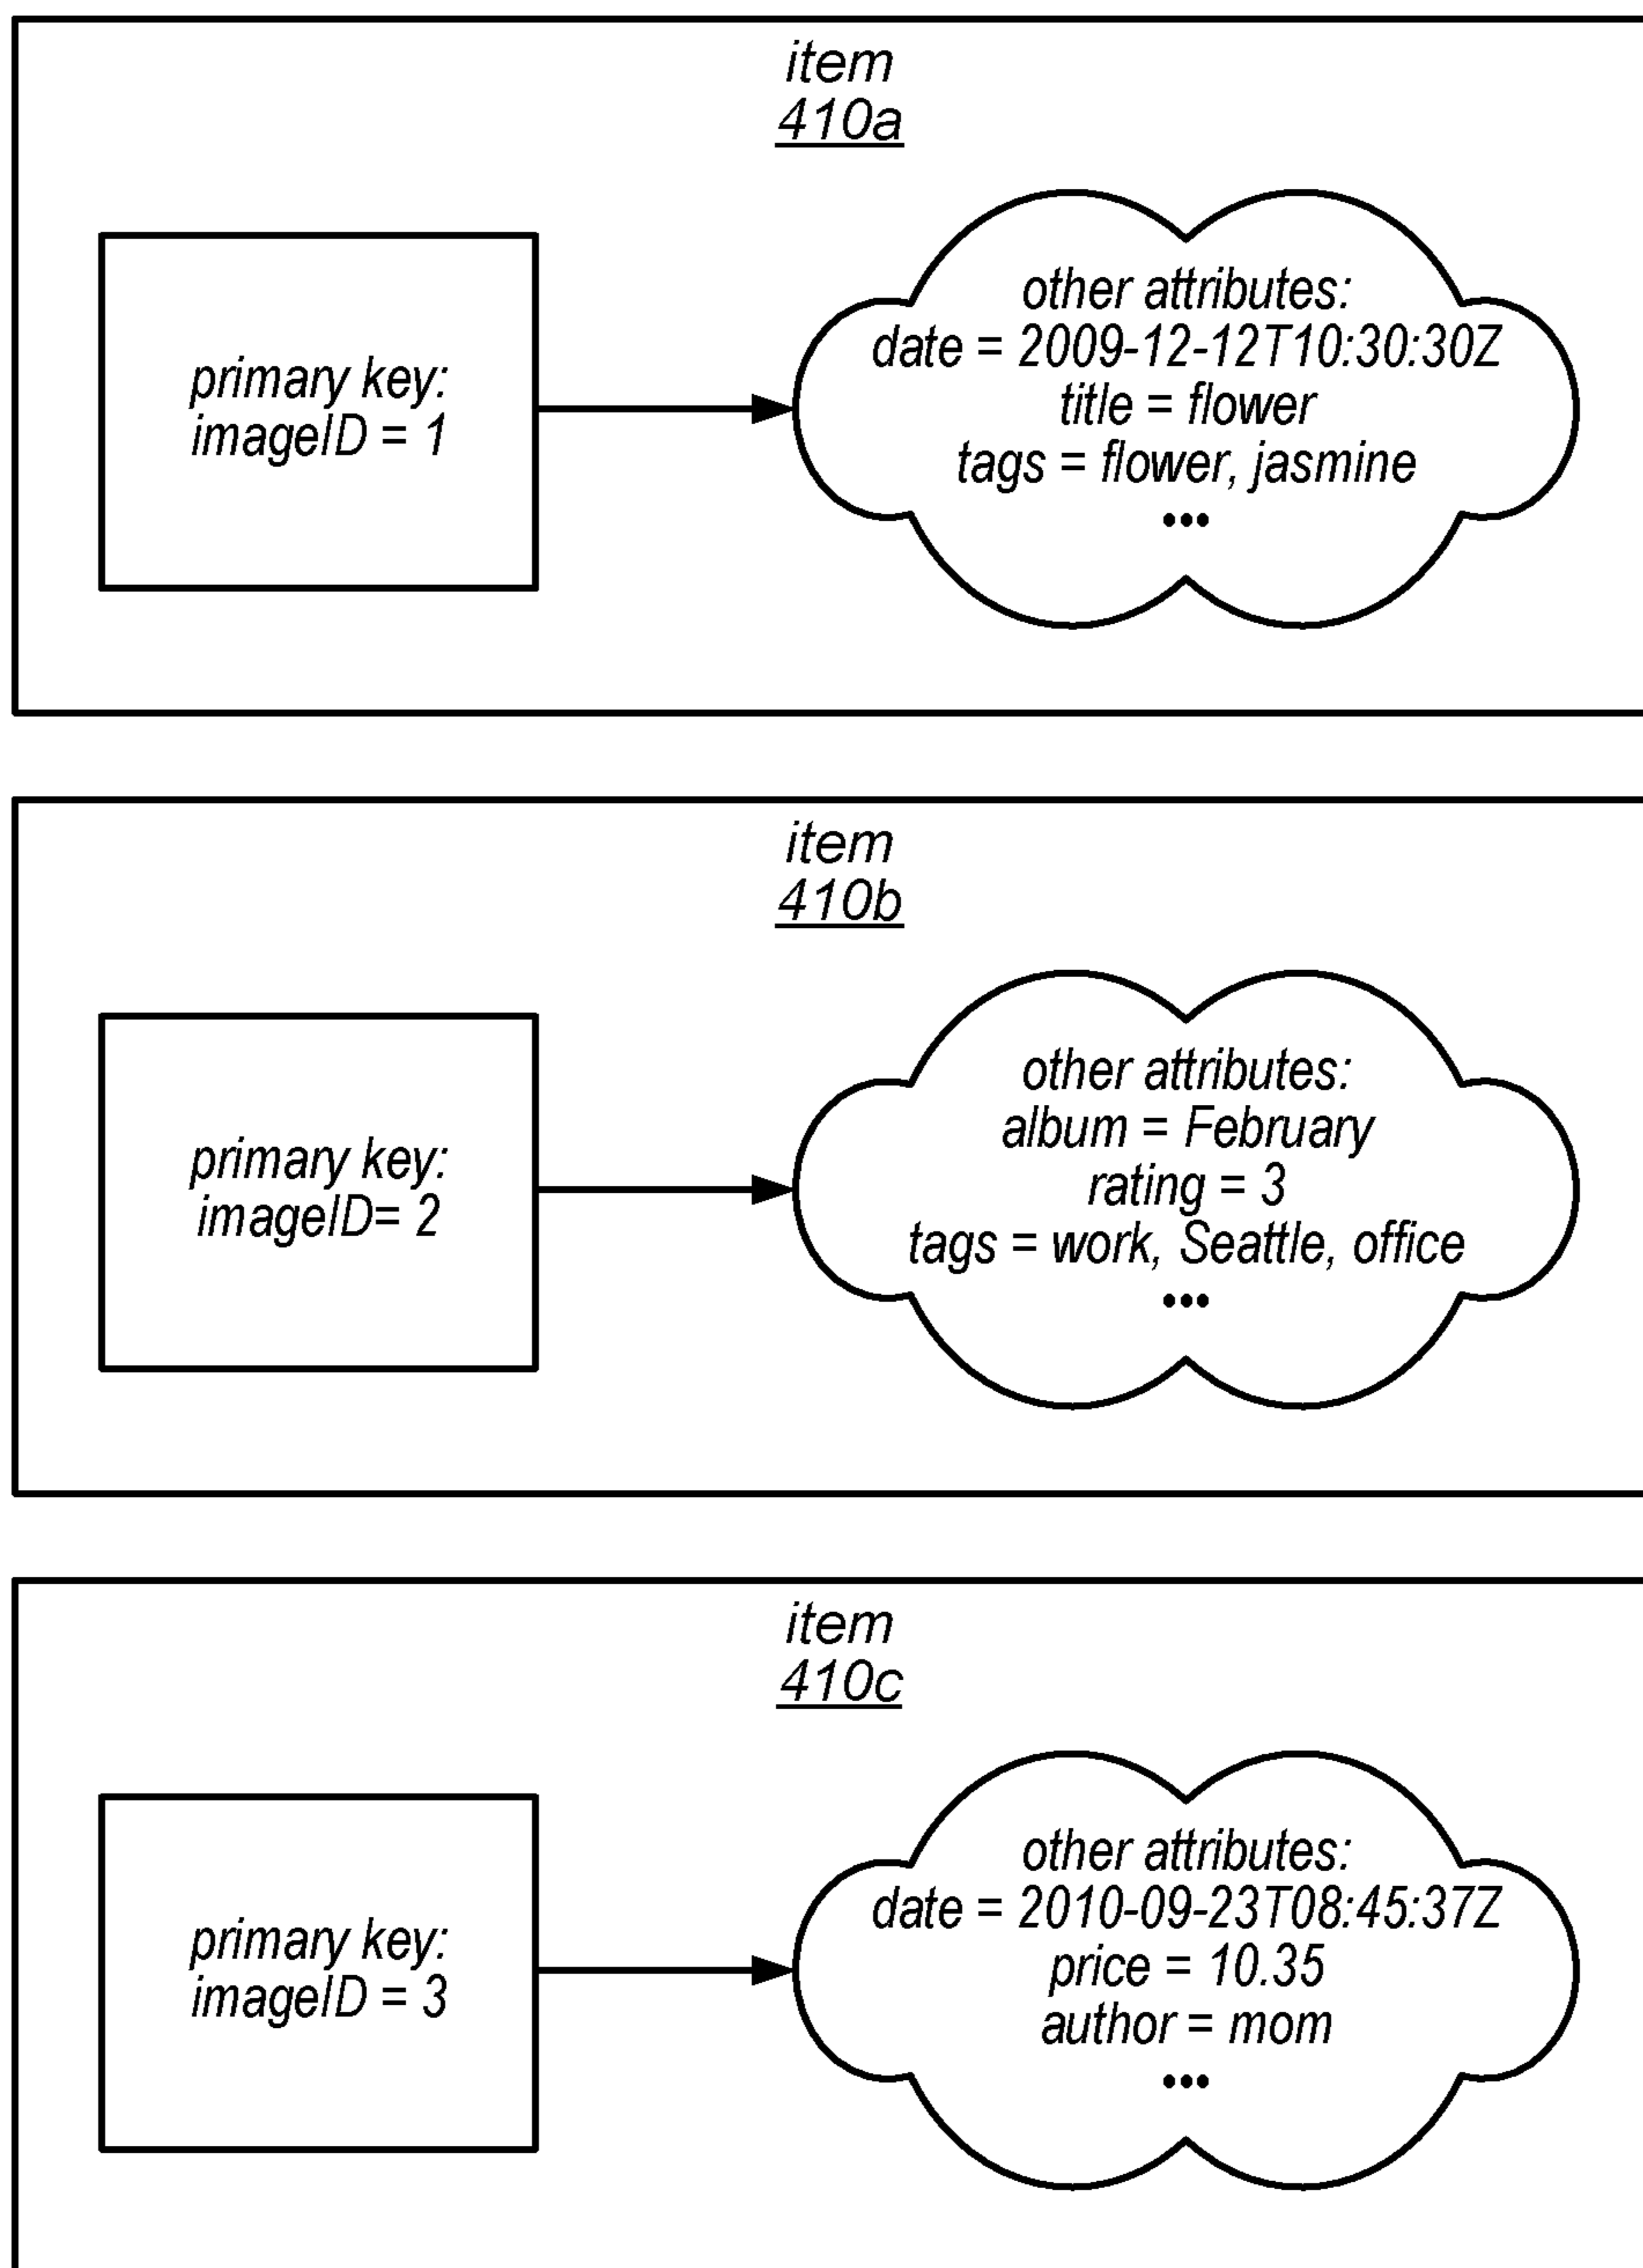 item
410a
primary key:
imageID = 1
other attributes:
date = 2009-12-12T10:30:30Z
title = flower
tags = flower, jasmine
•••
item
410b
primary key:
imageID= 2
other attributes:
album = February
rating = 3
tags = work, Seattle, office
•••
item
410c
primary key:
imageID = 3
other attributes:
date = 2010-09-23T08:45:37Z
price = 10.35
author = mom
•••